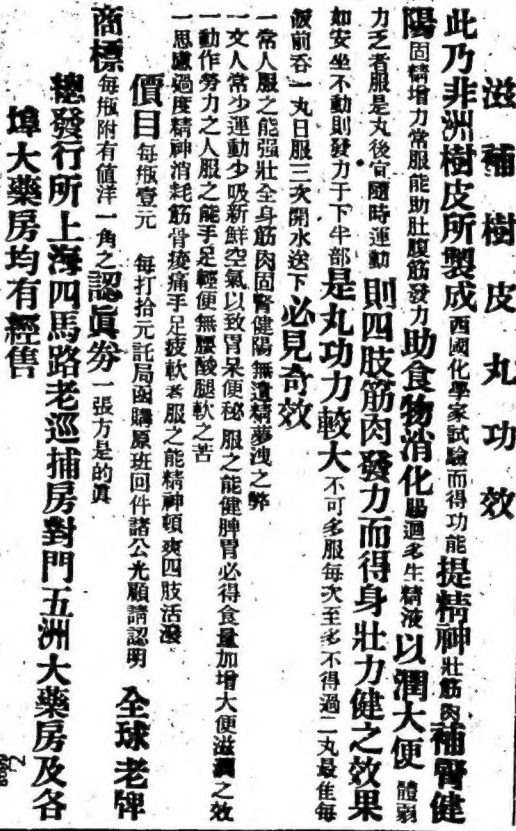 滋補樹皮丸功效
此乃非洲樹皮所製成西國化學家試驗而得功能提精神壯筋肉補腎健
陽固精增力常服能助肚腹筋發力助食物消化腸迴多生精液以潤大便體弱
力乏者服是丸後宜隨時運動則四肢筋肉發力而得身壯力健之效果
如安坐不動則發力于下半部是丸功力較大不可多服每次至多不得過二丸最佳每
飯前吞一丸日服三次開水送下必見奇效
一常人服之能强壯全身筋肉固腎健陽無遺精夢洩之弊
一文人常少運動少吸新鮮空氣以致胃呆便秘服之能健脾胃必得食量加增大便滋潤之效
一動作勞力之人服之能手足輕便無腰酸腿軟之苦
一思慮過度精神消耗筋骨痠痛手足疲軟者服之能精神頓爽四肢活潑
價目每瓶壹元 每打拾元託局函購原班回件諸公光顧請認明全球老牌
商標每瓶附有値洋一角之認眞券一張方是的眞
總發行所上海四馬路老巡捕房對門五洲大藥房及各
埠大藥房均有經售